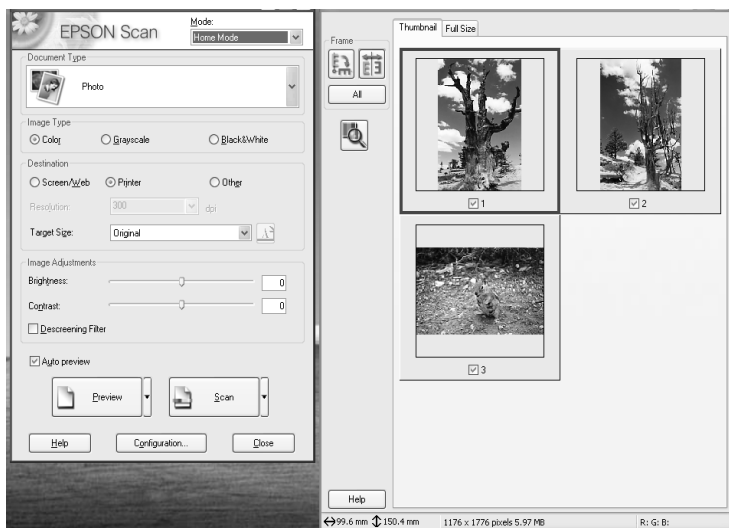 EPSON Scan
Mode:
Home Mode
Document Type
Photo
Image Type
Color
Grayscale
Black&White
Destination
Screen/Web
Printer
Other
Resolution:
300
dpi
Target Size:
Original
Image Adjustments
Brightness:
0
Contrast:
0
Descreening Filter
Auto preview
Preview
Scan
Help
Configuration...
Close
Frame
All
Help
Thumbnail
Full Size
1
2
3
99.6 mm
150.4 mm
1176 x 1776 pixels 5.97 MB
R: G: B: